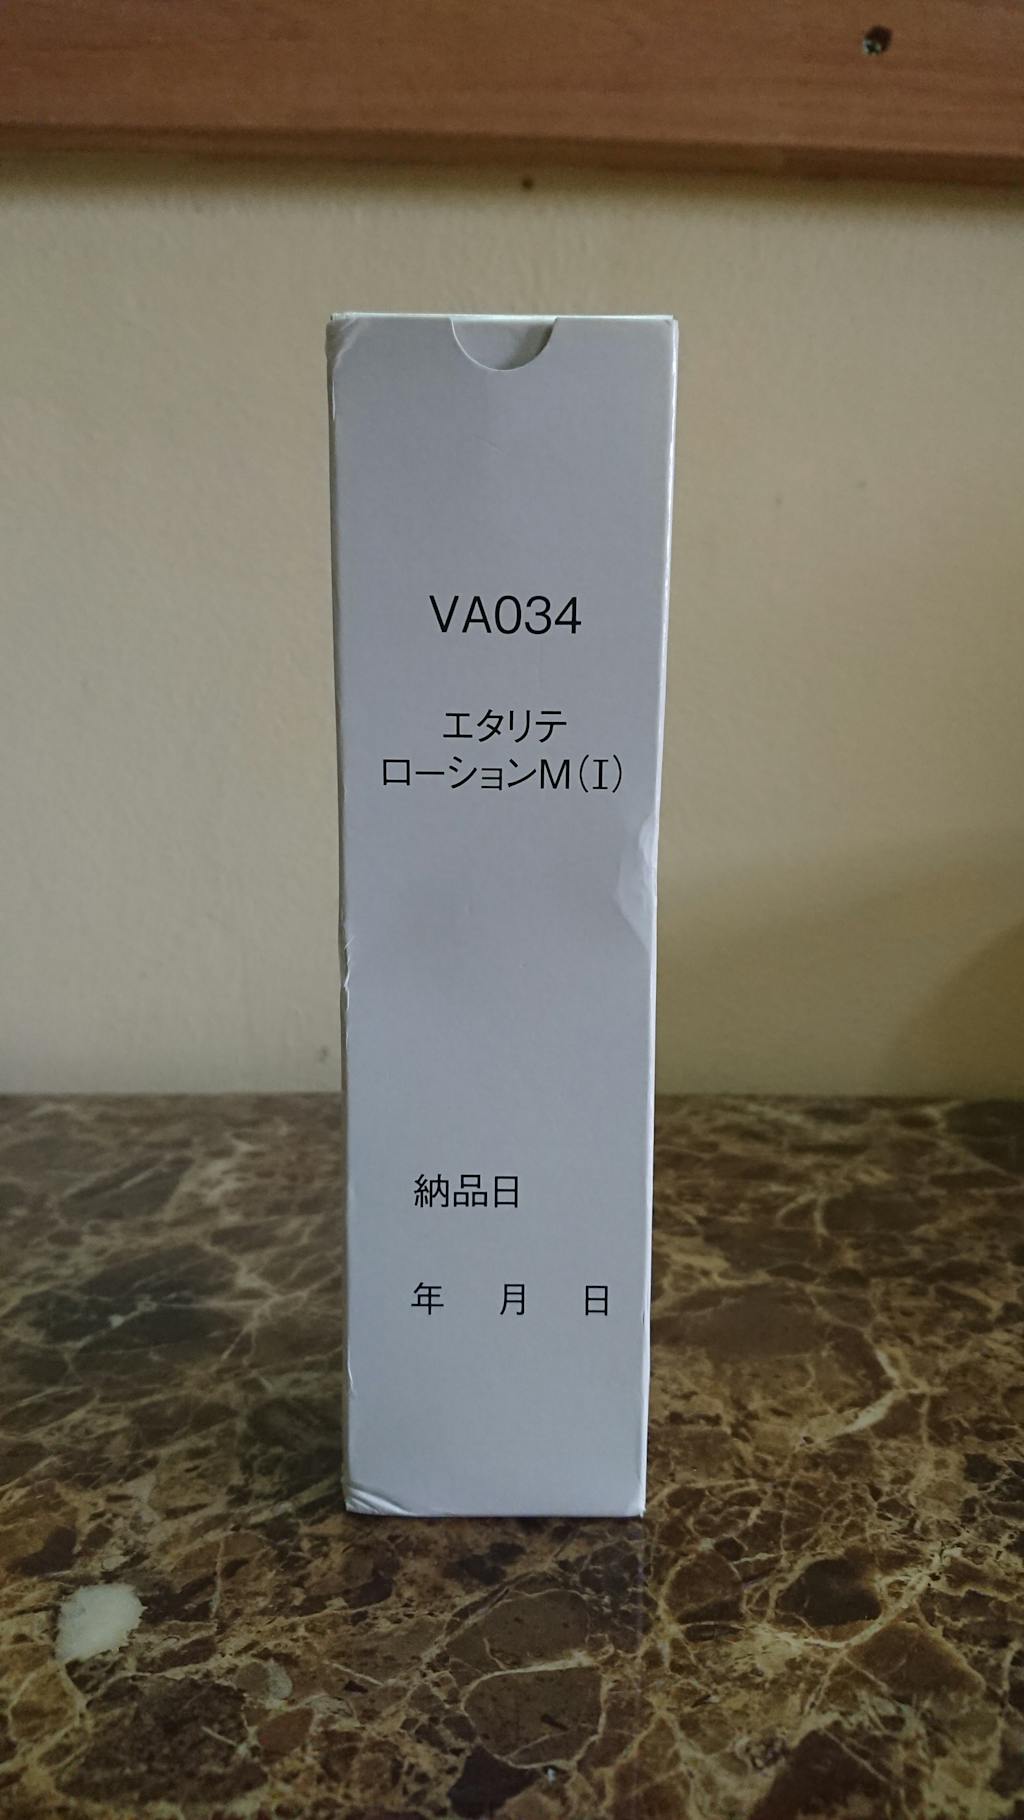 VA034
エタリテ
ローションM(I)
納品日
年 月 日